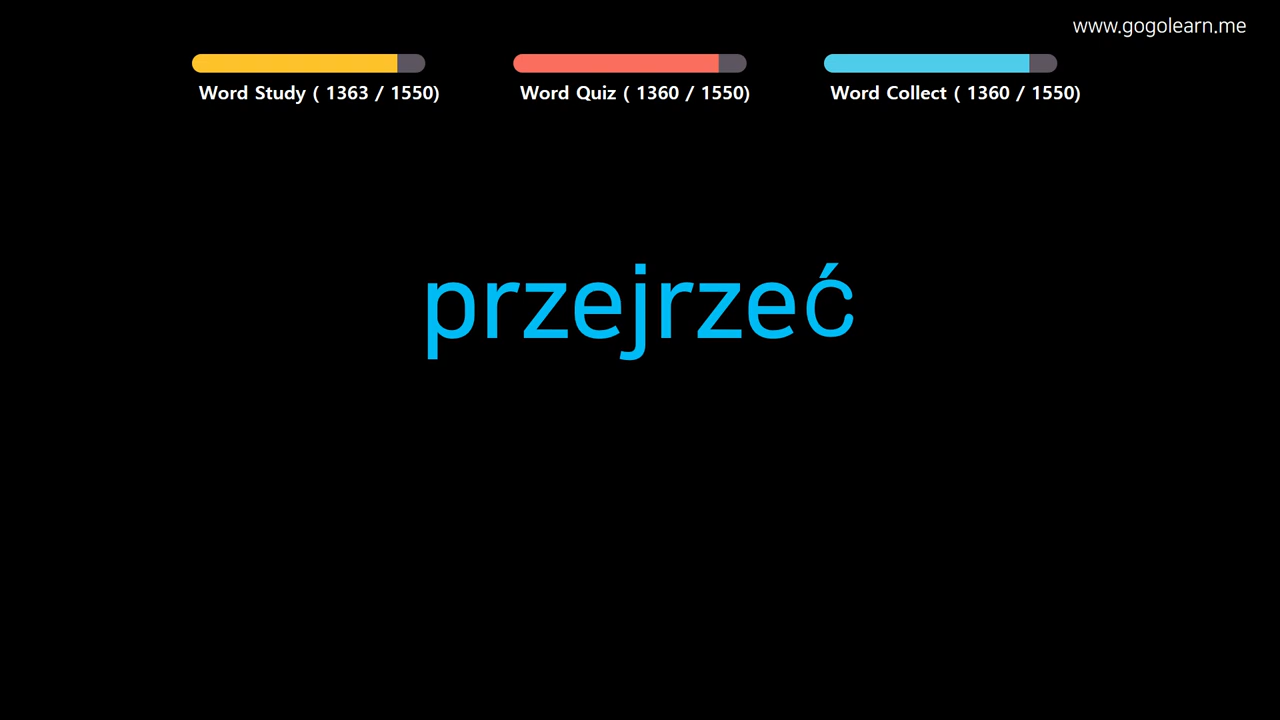 www.gogolearn.me
Word Study ( 1363 / 1550)
Word Quiz ( 1360 / 1550)
Word Collect ( 1360 / 1550)
przejrzeć